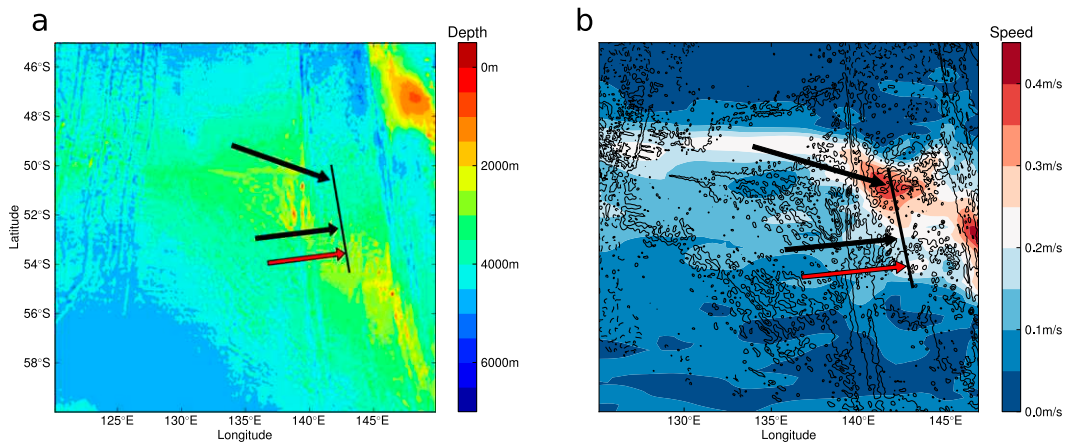 a
Depth
46°S
48°S
50°S
52°S
54°S
56°S
58°S
Latitude
125°E 130°E 135°E 140°E 145°E
Longitude
0m
2000m
4000m
6000m
b
Speed
130°E 135°E 140°E 145°E
Longitude
0.4m/s
0.3m/s
0.2m/s
0.1m/s
0.0m/s